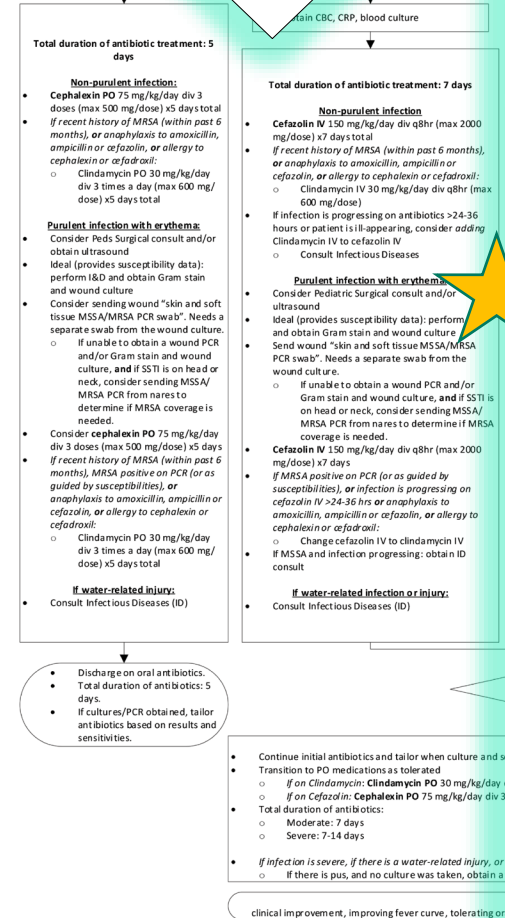 Total duration of antibiotic treatment: 5
days
Non-purulent infection:
Cephalexin PO 75 mg/kg/day div 3
doses (max 500 mg/dose) x5 days total
If recent history of MRSA (within past 6
months), or anaphylaxis to amoxicillin,
ampicillin or cefazolin, or allergy to
cephalexin or cefadroxil:
Clindamycin PO 30 mg/kg/day
div 3 times a day (max 600 mg/
dose) x5 days total
Purulent infection with erythema:
Consider Peds Surgical consult and/or
obtain ultrasound
Ideal (provides susceptibility data):
perform I&D and obtain Gram stain
and wound culture
Consider sending wound “skin and soft
tissue MSSA/MRSA PCR swab”. Needs a
separate swab from the wound culture.
If unable to obtain a wound PCR
and/or Gram stain and wound
culture, and if SSTI is on head or
neck, consider sending MSSA/
MRSA PCR from nares to
determine if MRSA coverage is
needed.
Consider cephalexin PO 75 mg/kg/day
div 3 doses (max 500 mg/dose) x5 days
If recent history of MRSA (within past 6
months), MRSA positive on PCR (or as
guided by susceptibilities), or
anaphylaxis to amoxicillin, ampicillin or
cefazolin, or allergy to cephalexin or
cefadroxil:
Clindamycin PO 30 mg/kg/day
div 3 times a day (max 600 mg/
dose) x5 days total
If water-related injury:
Consult Infectious Diseases (ID)
Discharge on oral antibiotics.
Total duration of antibiotics: 5
days.
If cultures/PCR obtained, tailor
antibiotics based on results and
sensitivities.
CBC, CRP, blood culture
Total duration of antibiotic treatment: 7 days
Non-purulent infection
Cefazolin IV 150 mg/kg/day div q8hr (max 2000
mg/dose) x7 days total
If recent history of MRSA (within past 6 months),
or anaphylaxis to amoxicillin, ampicillin or
cefazolin, or allergy to cephalexin or cefadroxil:
Clindamycin IV 30 mg/kg/day div q8hr (max
600 mg/dose)
If infection is progressing on antibiotics >24-36
hours or patient is ill-appearing, consider adding
Clindamycin IV to cefazolin IV
Consult Infectious Diseases
Purulent infection with erythema
Consider Pediatric Surgical consult and/or
ultrasound
Ideal (provides susceptibility data): perform
and obtain Gram stain and wound culture
Send wound “skin and soft tissue MSSA/MRSA
PCR swab”. Needs a separate swab from the
wound culture.
If unable to obtain a wound PCR and/or
Gram stain and wound culture, and if SSTI is
on head or neck, consider sending MSSA/
MRSA PCR from nares to determine if MRSA
coverage is needed.
Cefazolin IV 150 mg/kg/day div q8hr (max 2000
mg/dose) x7 days
If MRSA positive on PCR (or as guided by
susceptibilities), or infection is progressing on
cefazolin IV >24-36 hrs or anaphylaxis to
amoxicillin, ampicillin or cefazolin, or allergy to
cephalexin or cefadroxil:
Change cefazolin IV to clindamycin IV
If MSSA and infection progressing: obtain ID
consult
If water-related infection or injury:
Consult Infectious Diseases (ID)
Continue initial antibiotics and tailor when culture and
Transition to PO medications as tolerated
If on Clindamycin: Clindamycin PO 30 mg/kg/day
If on Cefazolin: Cephalexin PO 75 mg/kg/day div 3
Total duration of antibiotics:
Moderate: 7 days
Severe: 7-14 days
If infection is severe, if there is a water-related injury, or
If there is pus, and no culture was taken, obtain a
clinical improvement, improving fever curve, tolerating or